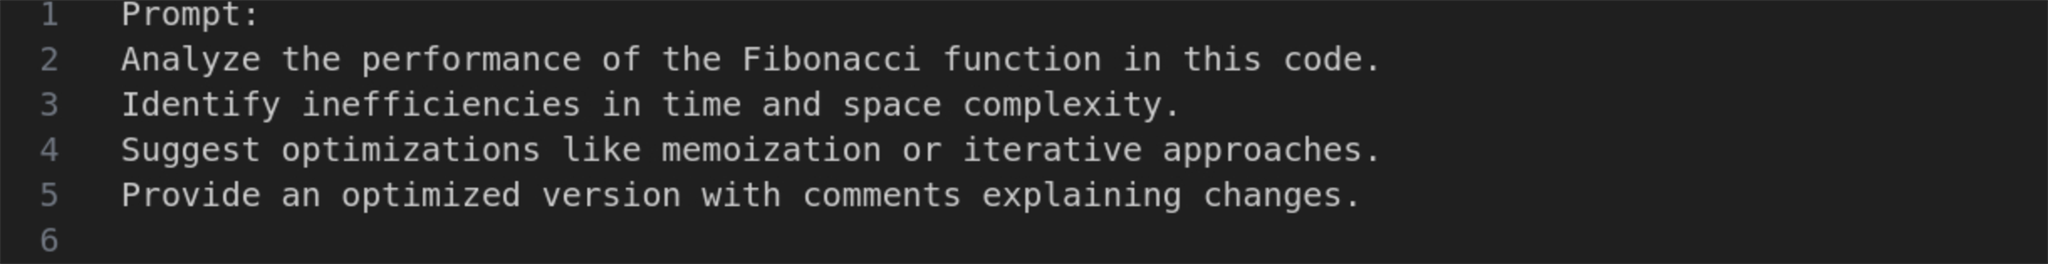 1 Prompt:
2 Analyze the performance of the Fibonacci function in this code.
3 Identify inefficiencies in time and space complexity.
4 Suggest optimizations like memoization or iterative approaches.
5 Provide an optimized version with comments explaining changes.
6